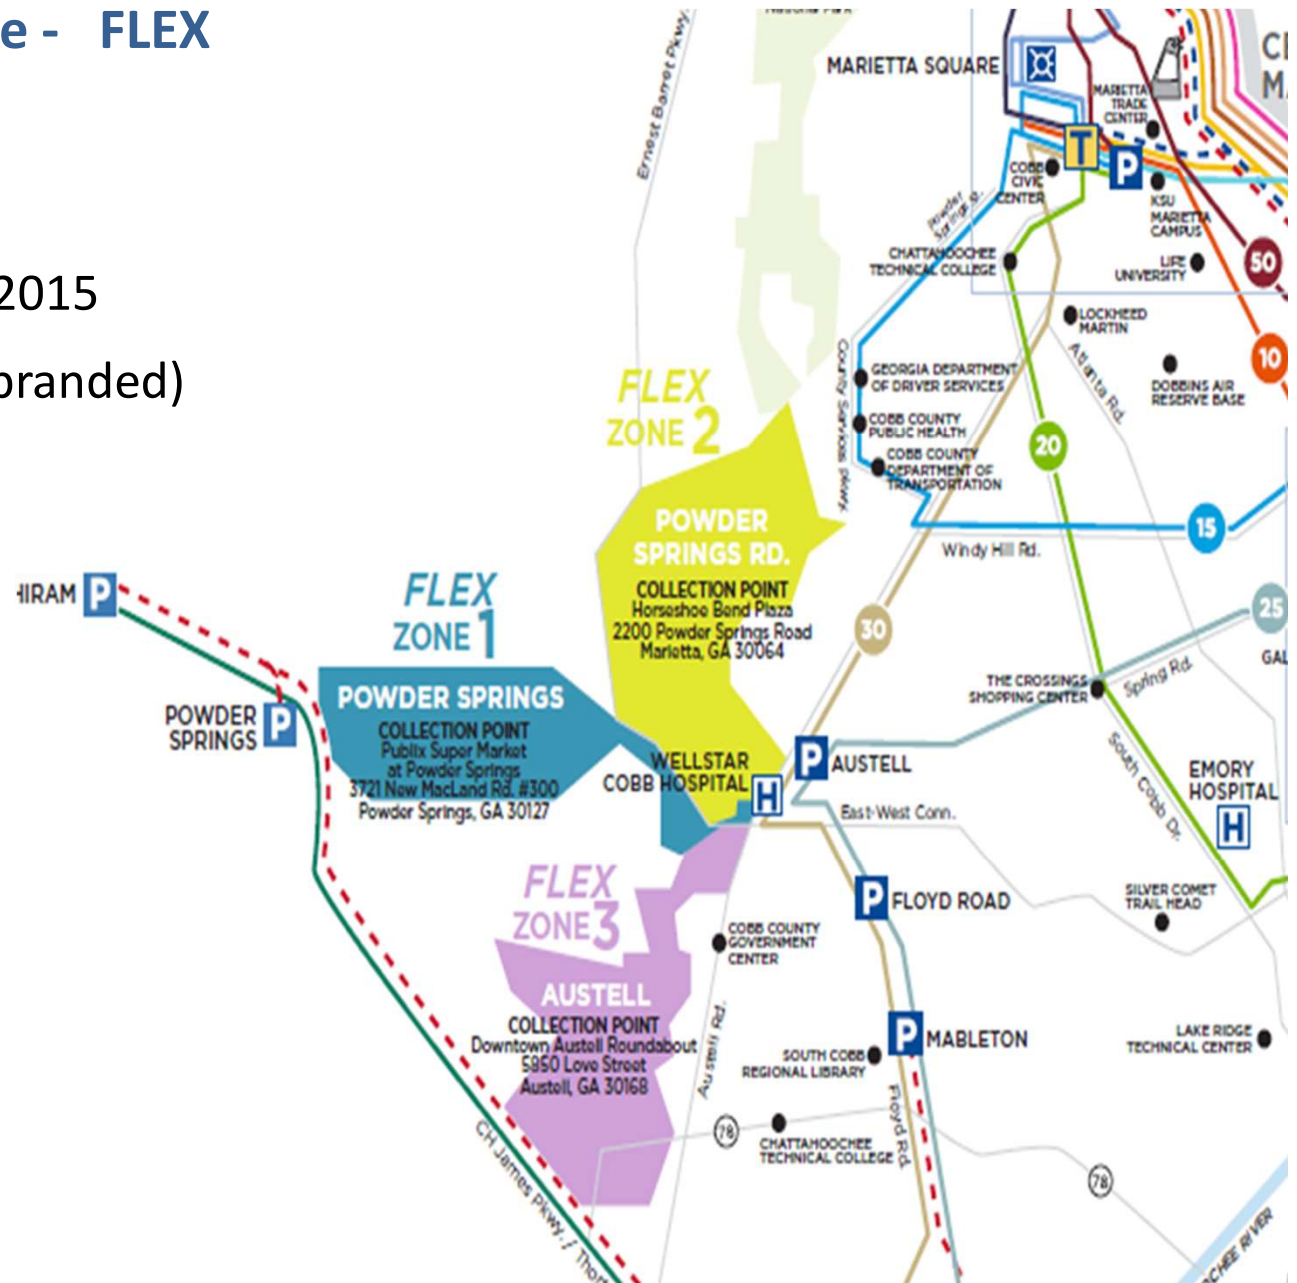 e - FLEX
2015
branded)
Ernest Barret Pkwy.
MARIETTA SQUARE
MARIETTA
TRADE
CENTER
T
P
COBB
CIVIC
CENTER
KSU
MARIETTA
CAMPUS
Powder
Springs St.
CHATTAHOOCHEE
TECHNICAL COLLEGE
LIFE
UNIVERSITY
50
LOCKHEED
MARTIN
10
County Services Pkwy.
GEORGIA DEPARTMENT
OF DRIVER SERVICES
Atlanta Rd.
DOBBINS AIR
RESERVE BASE
FLEX
ZONE 2
COBB COUNTY
PUBLIC HEALTH
COBB COUNTY
DEPARTMENT OF
TRANSPORTATION
20
15
Windy Hill Rd.
POWDER
SPRINGS RD.
COLLECTION POINT
Horseshoe Bend Plaza
2200 Powder Springs Road
Marietta, GA 30064
HIRAM P
FLEX
ZONE 1
30
25
GAL
POWDER SPRINGS
COLLECTION POINT
Publix Super Market
at Powder Springs
3721 New MacLand Rd. #300
Powder Springs, GA 30127
POWDER
SPRINGS P
THE CROSSINGS
SHOPPING CENTER
Spring Rd.
WELLSTAR
COBB HOSPITAL H
P AUSTELL
South Cobb Dr.
EMORY
HOSPITAL
H
East-West Conn.
FLEX
ZONE 3
P FLOYD ROAD
SILVER COMET
TRAIL HEAD
COBB COUNTY
GOVERNMENT
CENTER
AUSTELL
COLLECTION POINT
Downtown Austell Roundabout
5850 Love Street
Austell, GA 30168
Austell Rd.
P MABLETON
SOUTH COBB
REGIONAL LIBRARY
LAKE RIDGE
TECHNICAL CENTER
Floyd Rd.
78
CHATTAHOOCHEE
TECHNICAL COLLEGE
78
CH James Pkwy. / Thor
CHEE RIVER